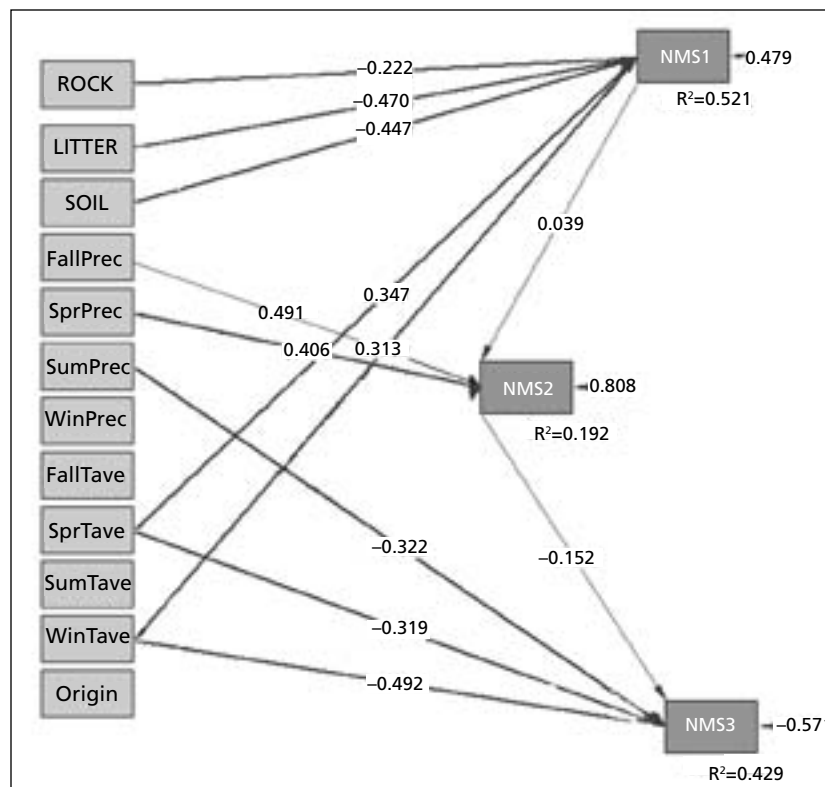 ROCK
LITTER
SOIL
FallPrec
SprPrec
SumPrec
WinPrec
FallTave
SprTave
SumTave
WinTave
Origin
–0.222
–0.470
–0.447
0.347
0.491
0.406
0.313
0.039
–0.322
–0.319
–0.492
–0.152
NMS1
0.479
R²=0.521
NMS2
0.808
R²=0.192
NMS3
–0.571
R²=0.429